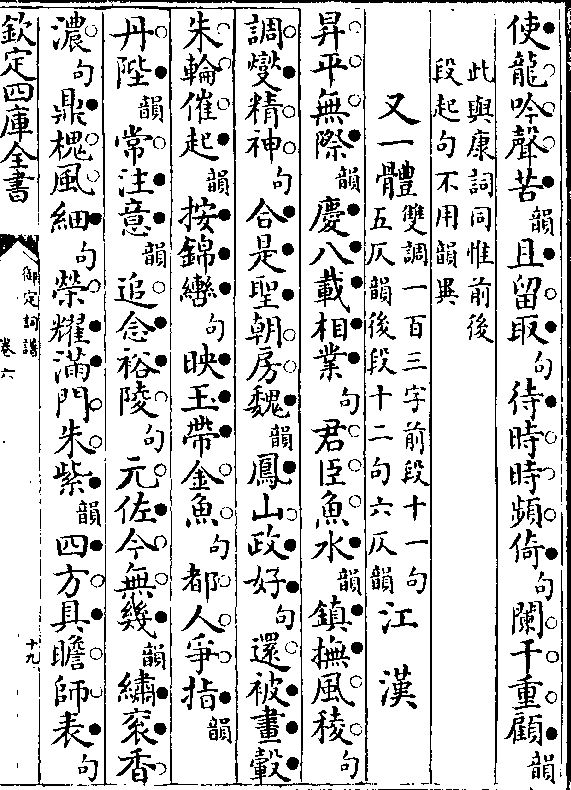 使龍吟聲苦韻且留取句待時時頻倚句闌干重顧韻
此與康詞同惟前後
段起句不用韻異
又一體雙調一百三字前段十一句五仄韻後段十二句六仄韻江漢
昇平無際韻慶八載相業句君臣魚水韻鎮撫風稜句
調燮精神句合是聖朝房魏韻鳳山政好句還被畫轂
朱輪催起韻按錦轡句映玉帶金魚句都人爭指韻
丹陛韻常注意韻追念裕陵句元佐今無幾韻繡衮香
濃句鼎槐風細句榮耀滿門朱紫韻四方具瞻師表句
欽定四庫全書
御定詞譜
卷六
十九